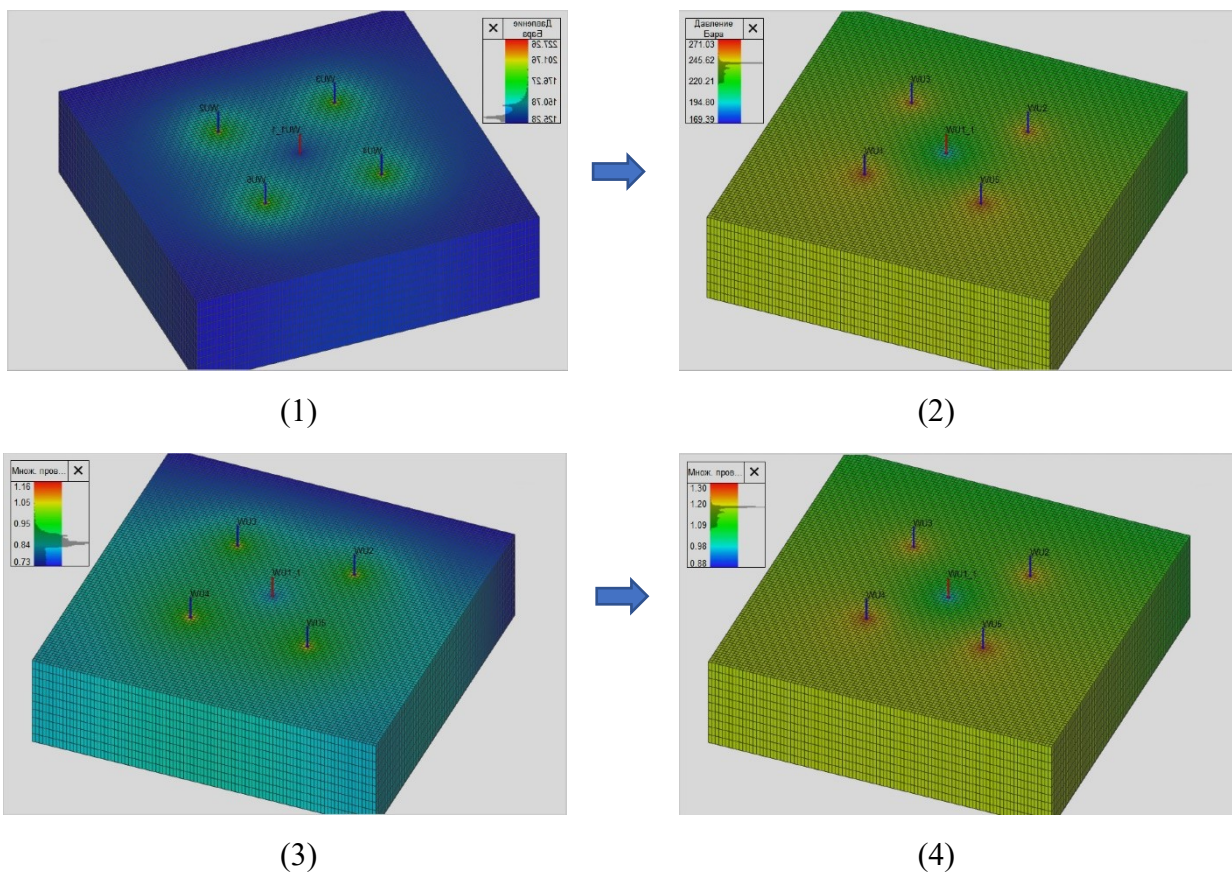 Давление
Бара
227.26
201.76
176.27
150.78
125.28
WU3
WU2
WU1_1
WU4
WU5
(1)
Давление
Бара
271.03
245.62
220.21
194.80
169.39
WU3
WU2
WU1_1
WU4
WU5
(2)
Множ. пров...
1.16
1.05
0.95
0.84
0.73
WU3
WU2
WU1_1
WU4
WU5
(3)
Множ. пров...
1.30
1.20
1.09
0.98
0.88
WU3
WU2
WU1_1
WU4
WU5
(4)